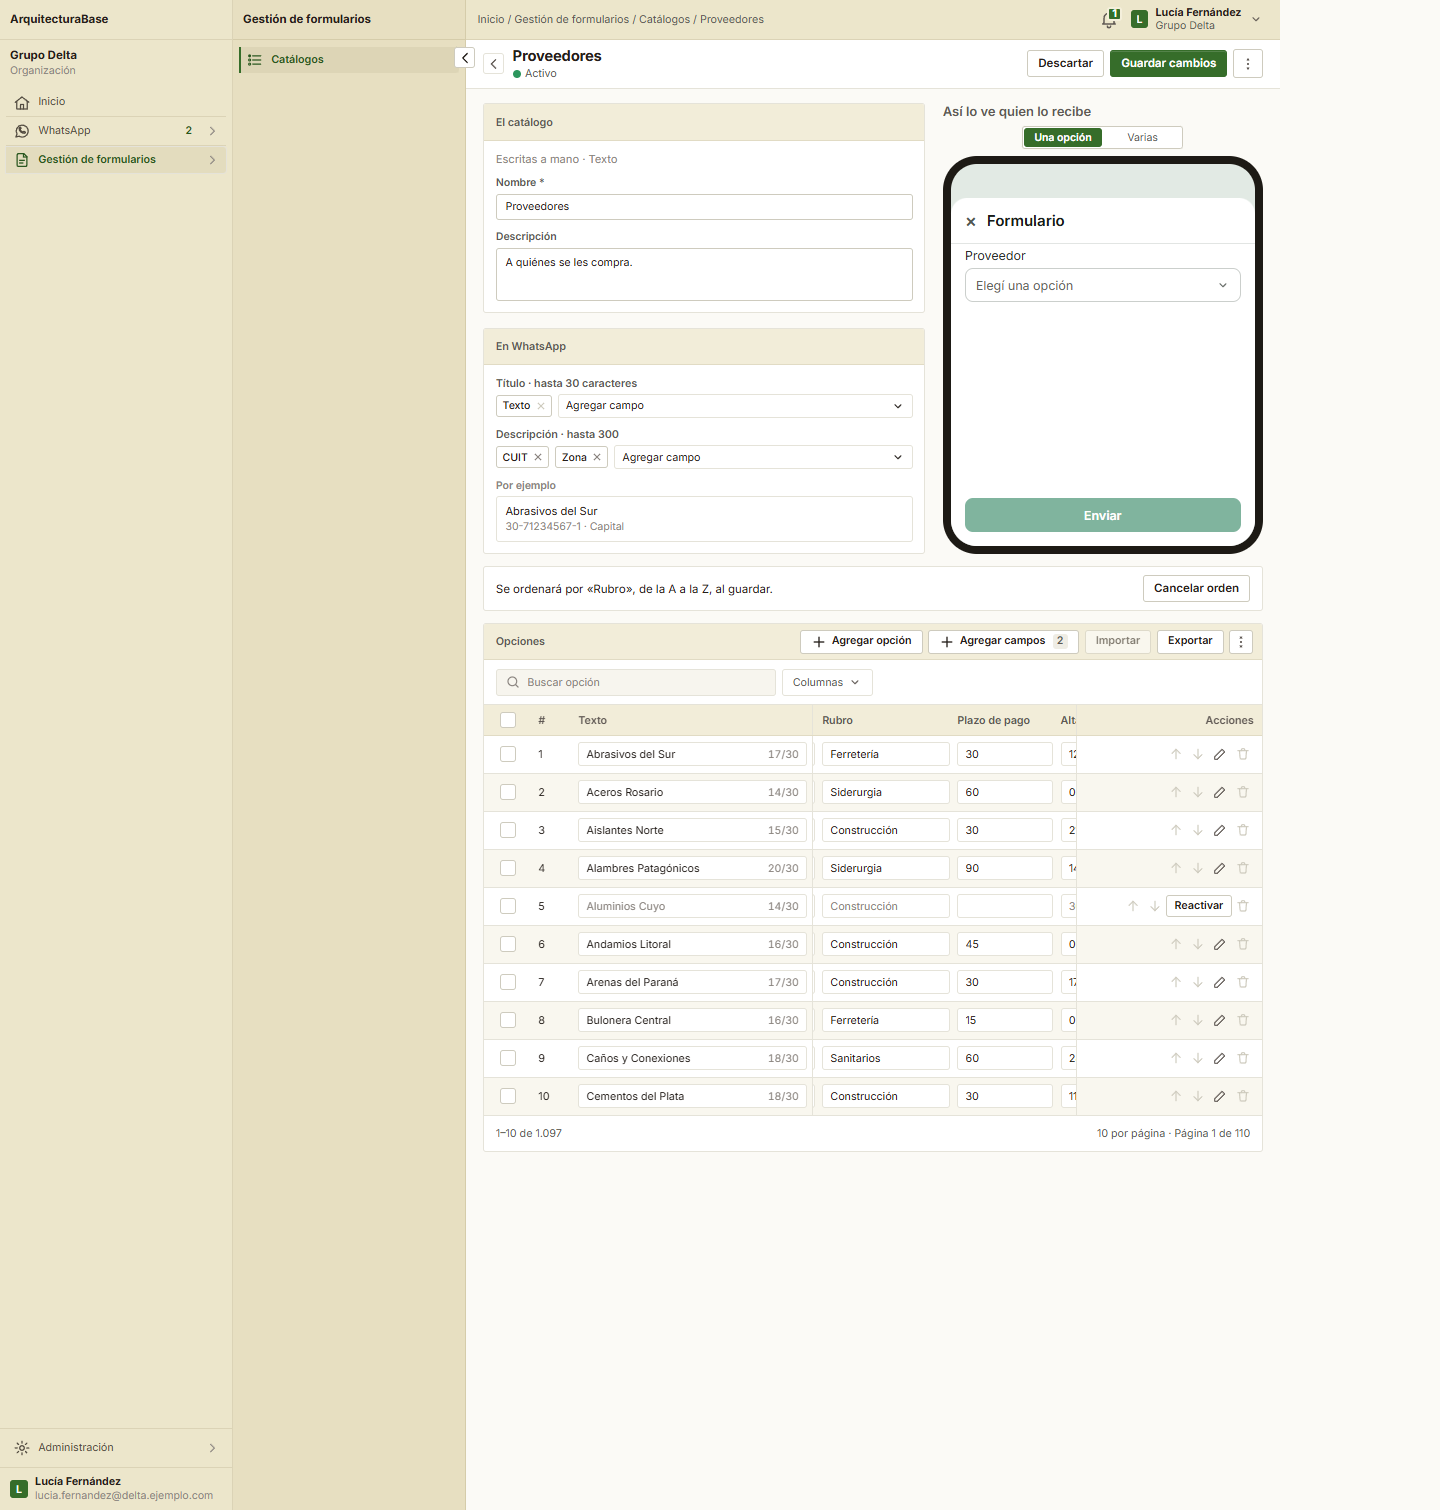 ArquitecturaBase
Grupo Delta
Organización
Inicio
WhatsApp 2
Gestión de formularios
Administración
L Lucía Fernández
lucia.fernandez@delta.ejemplo.com
Gestión de formularios
Catálogos
Inicio / Gestión de formularios / Catálogos / Proveedores
1
L Lucía Fernández
Grupo Delta
Proveedores
Activo
Descartar Guardar cambios
El catálogo
Escritas a mano · Texto
Nombre *
Proveedores
Descripción
A quiénes se les compra.
En WhatsApp
Título · hasta 30 caracteres
Texto Agregar campo
Descripción · hasta 300
CUIT Zona Agregar campo
Por ejemplo
Abrasivos del Sur
30-71234567-1 · Capital
Así lo ve quien lo recibe
Una opción Varias
Formulario
Proveedor
Elegí una opción
Enviar
Se ordenará por «Rubro», de la A a la Z, al guardar. Cancelar orden
Opciones Agregar opción Agregar campos 2 Importar Exportar
Buscar opción Columnas
# Texto Rubro Plazo de pago Acciones
1 Abrasivos del Sur 17/30 Ferretería 30
2 Aceros Rosario 14/30 Siderurgia 60
3 Aislantes Norte 15/30 Construcción 30
4 Alambres Patagónicos 20/30 Siderurgia 90
5 Aluminios Cuyo 14/30 Construcción Reactivar
6 Andamios Litoral 16/30 Construcción 45
7 Arenas del Paraná 17/30 Construcción 30
8 Bulonera Central 16/30 Ferretería 15
9 Caños y Conexiones 18/30 Sanitarios 60
10 Cementos del Plata 18/30 Construcción 30
1–10 de 1.097 10 por página · Página 1 de 110